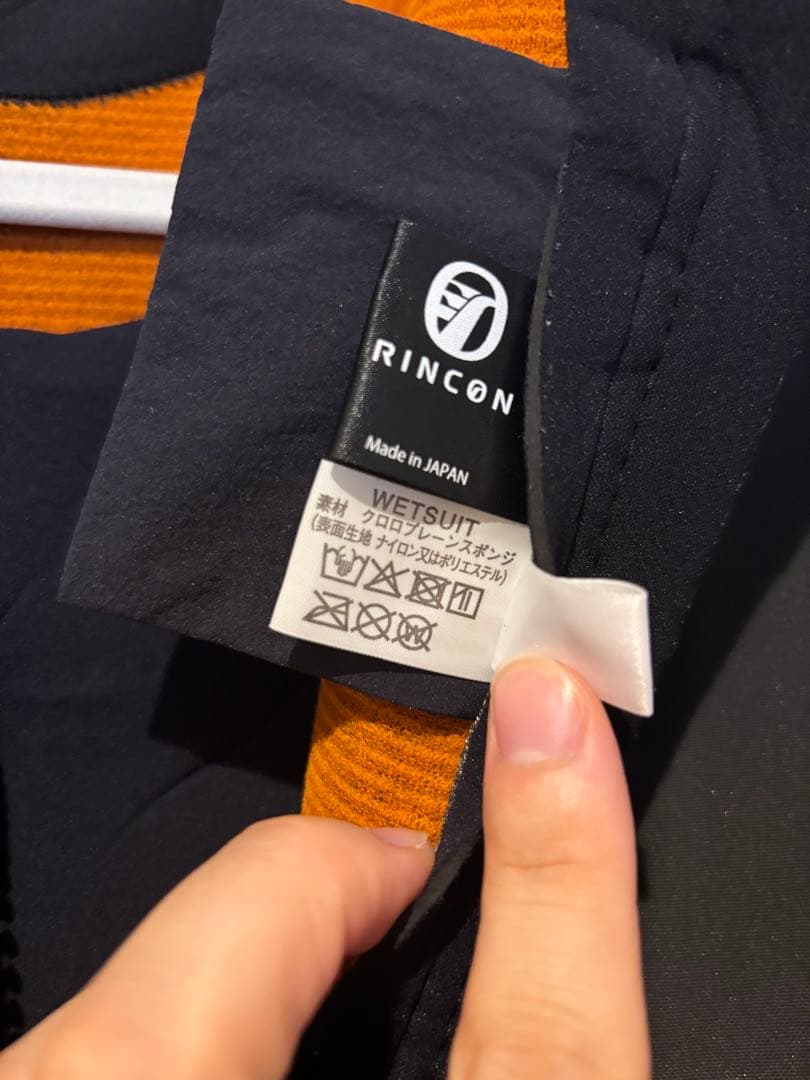 RINCON
Made in JAPAN
WETSUIT
素材 クロロプレーンスポンジ
(表面生地 ナイロン又はポリエステル)